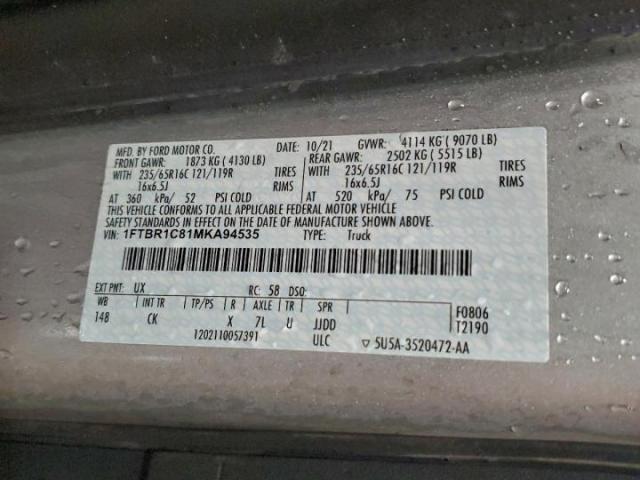 MFD. BY FORD MOTOR CO. DATE: 10/21 GVWR: 4114 KG ( 9070 LB)
FRONT GAWR: 1873 KG ( 4130 LB) REAR GAWR: 2502 KG ( 5515 LB)
WITH 235/65R16C 121/119R TIRES WITH 235/65R16C 121/119R TIRES
16x6.5J RIMS 16x6.5J RIMS
AT 360 kPa/ 52 PSI COLD AT 520 kPa/ 75 PSI COLD
THIS VEHICLE CONFORMS TO ALL APPLICABLE FEDERAL MOTOR VEHICLE
SAFETY STANDARDS IN EFFECT ON THE DATE OF MANUFACTURE SHOWN ABOVE.
VIN: 1FTBR1C81MKA94535 TYPE: Truck
EXT PNT: UX RC: 58 DSO:
WB INT TR TP/PS R AXLE TR SPR F0806
148 CK X 7L U JJDD T2190
1202110057391 ULC ▽ 5U5A-3520472-AA